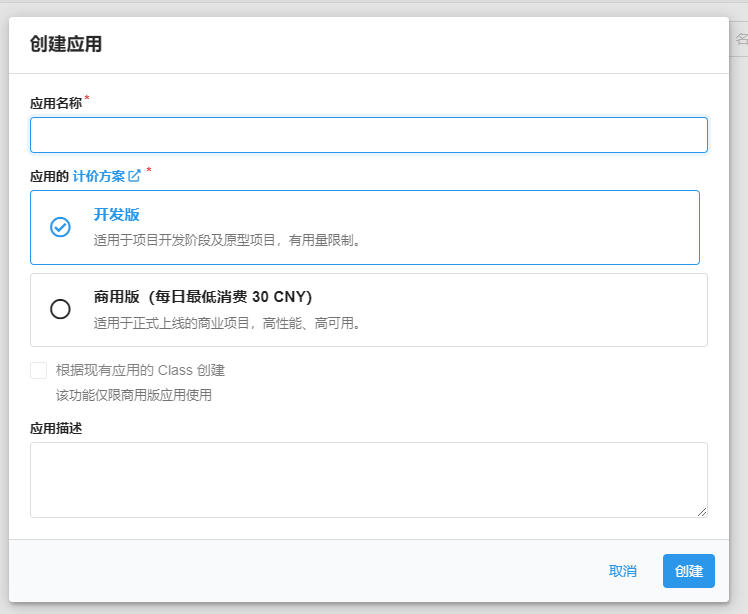 创建应用
名
应用名称*
应用的 计价方案 *
开发版
适用于项目开发阶段及原型项目，有用量限制。
商用版（每日最低消费 30 CNY）
适用于正式上线的商业项目，高性能、高可用。
根据现有应用的 Class 创建
该功能仅限商用版应用使用
应用描述
取消
创建